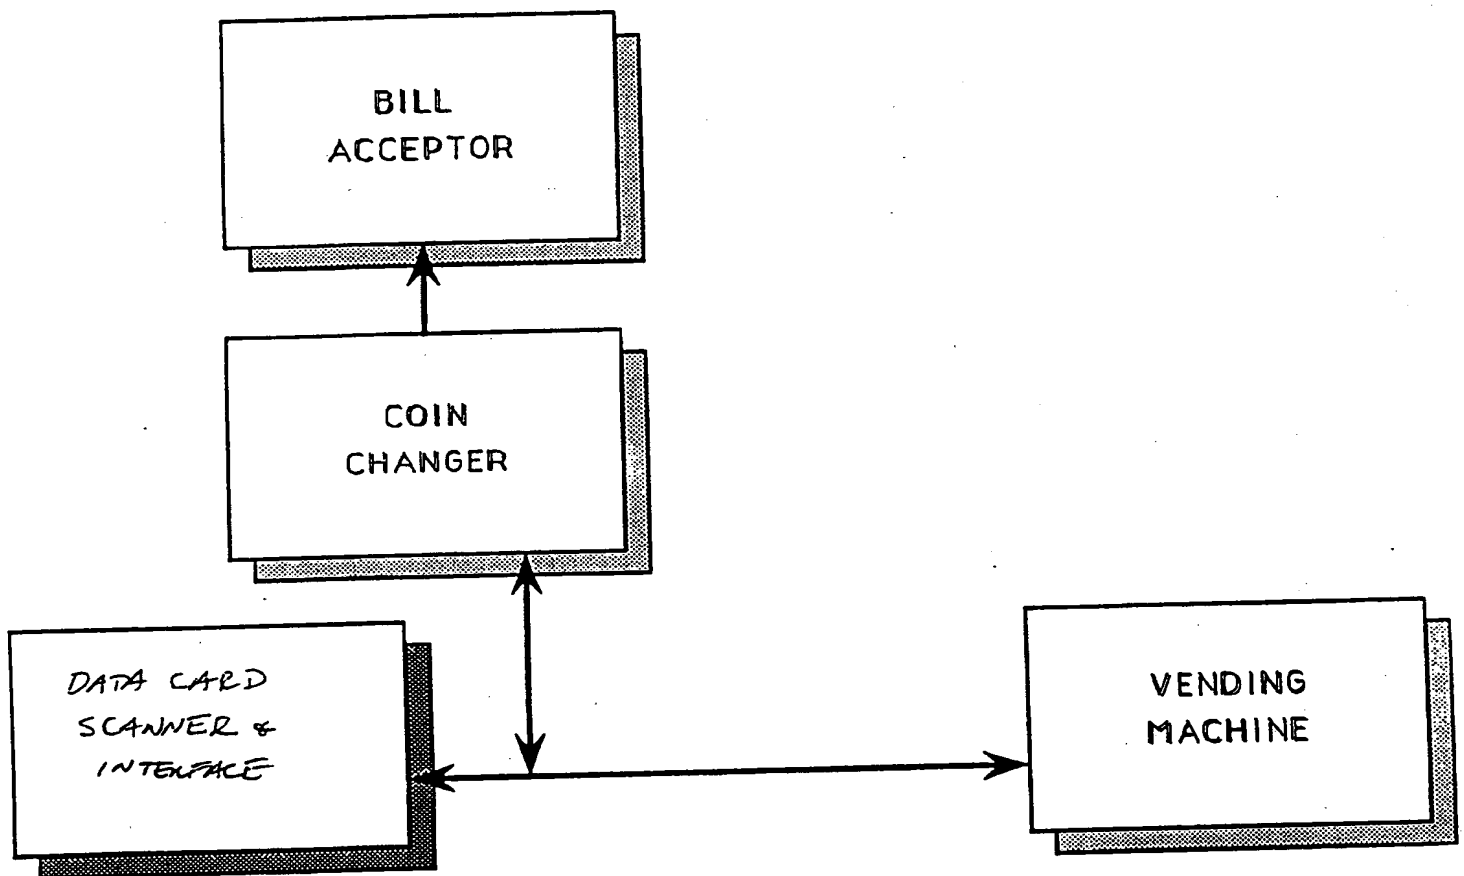 BILL
ACCEPTOR
COIN
CHANGER
DATA CARD
SCANNER &
INTERFACE
VENDING
MACHINE